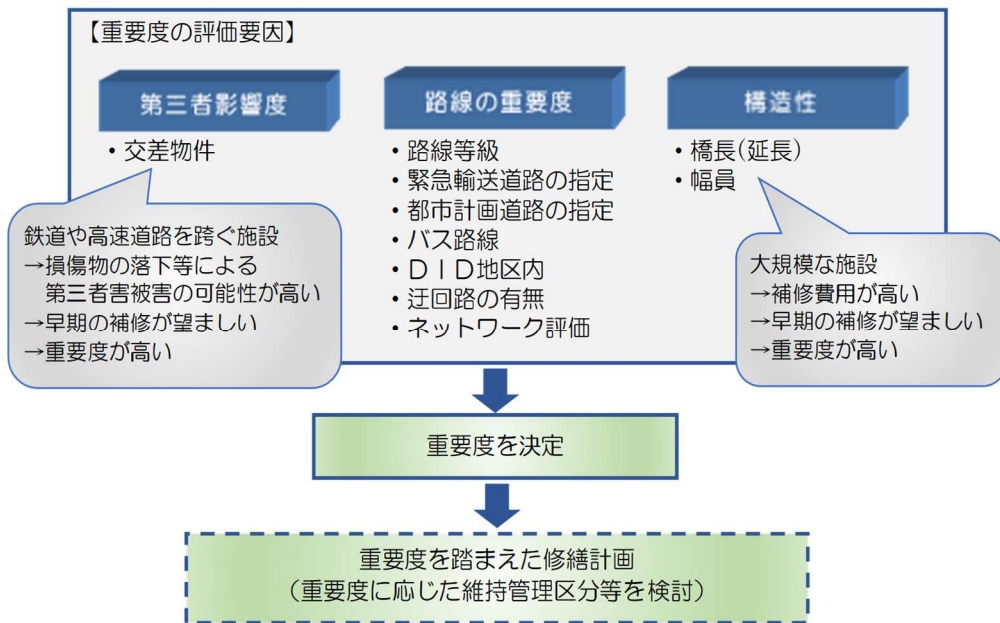 【重要度の評価要因】
第三者影響度
・交差物件
鉄道や高速道路を跨ぐ施設
→損傷物の落下等による
第三者害被害の可能性が高い
→早期の補修が望ましい
→重要度が高い
路線の重要度
・路線等級
・緊急輸送道路の指定
・都市計画道路の指定
・バス路線
・ＤＩＤ地区内
・迂回路の有無
・ネットワーク評価
構造性
・橋長(延長)
・幅員
大規模な施設
→補修費用が高い
→早期の補修が望ましい
→重要度が高い
重要度を決定
重要度を踏まえた修繕計画
（重要度に応じた維持管理区分等を検討）